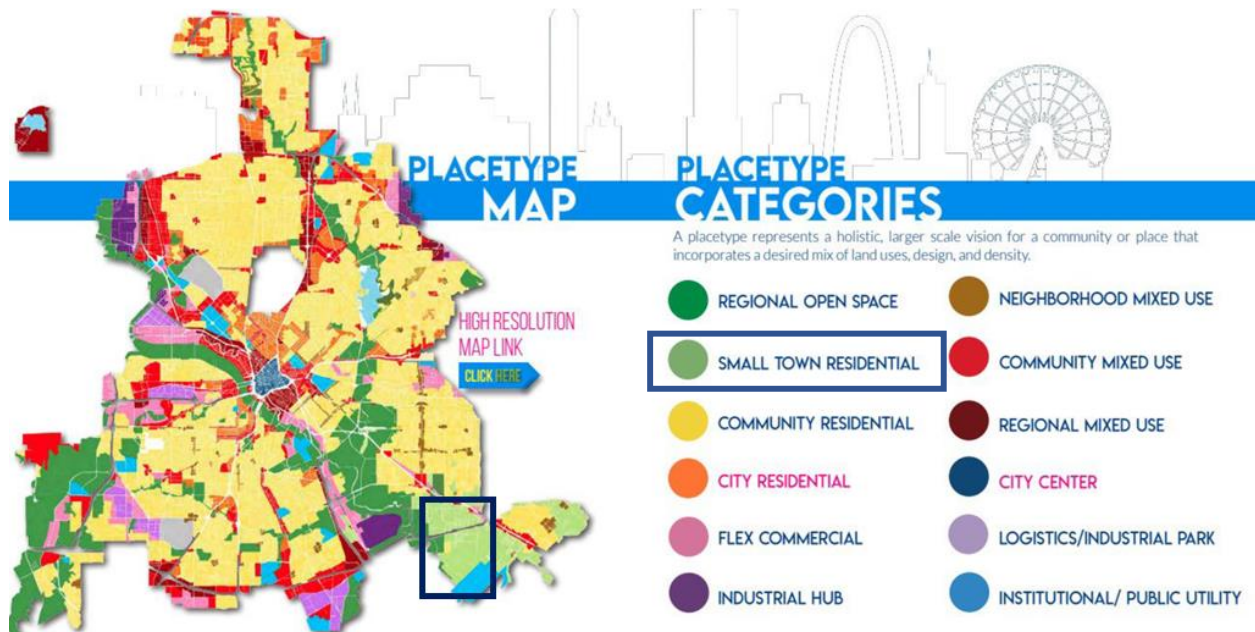 PLACETYPE
MAP
HIGH RESOLUTION
MAP LINK
CLICK HERE
PLACETYPE
CATEGORIES
A placetype represents a holistic, larger scale vision for a community or place that
incorporates a desired mix of land uses, design, and density.
REGIONAL OPEN SPACE
SMALL TOWN RESIDENTIAL
COMMUNITY RESIDENTIAL
CITY RESIDENTIAL
FLEX COMMERCIAL
INDUSTRIAL HUB
NEIGHBORHOOD MIXED USE
COMMUNITY MIXED USE
REGIONAL MIXED USE
CITY CENTER
LOGISTICS/INDUSTRIAL PARK
INSTITUTIONAL/ PUBLIC UTILITY